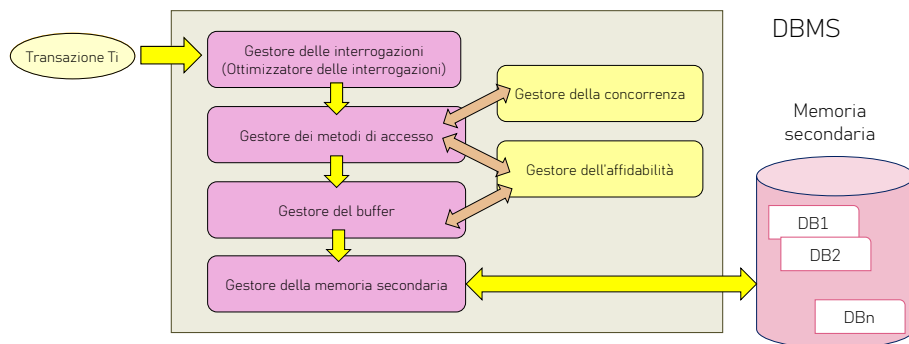 DBMS
Transazione Ti
Gestore delle interrogazioni
(Ottimizzatore delle interrogazioni)
Gestore della concorrenza
Gestore dei metodi di accesso
Memoria
secondaria
Gestore dell'affidabilità
Gestore del buffer
DB1
DB2
Gestore della memoria secondaria
DBn